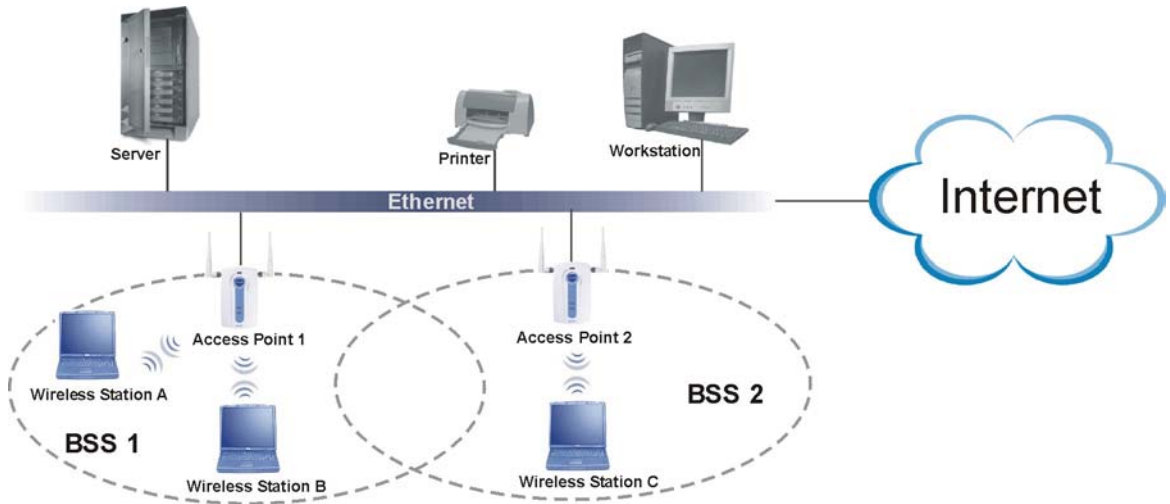 Server
Printer
Workstation
Ethernet
Internet
Access Point 1
Access Point 2
Wireless Station A
BSS 1
Wireless Station B
BSS 2
Wireless Station C